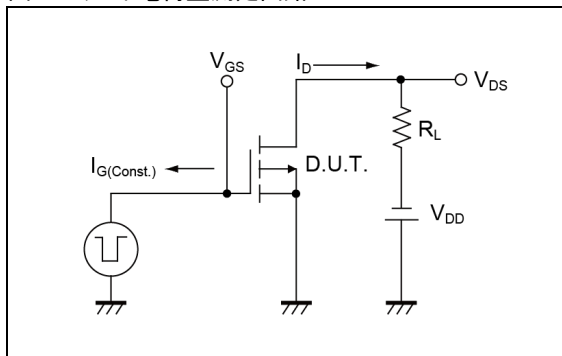 V_GS
I_D
V_DS
R_L
I_G(Const.)
D.U.T.
V_DD